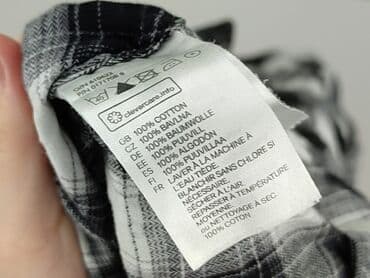 clevercare.info
GB 100% COTTON
CZ 100% BAVLNA
DE 100% BAUMWOLLE
EE 100% PUUVILL
ES 100% ALGODÓN
FI 100% PUUVILLAA
FR LAVER À LA MACHINE À
L'EAU TIÈDE.
BLANCHIR SANS CHLORE SI
NÉCESSAIRE.
SÉCHER À L'AIR.
REPASSER À TEMPÉRATURE
MOYENNE.
ou NETTOYAGE À SEC.
100% COTON